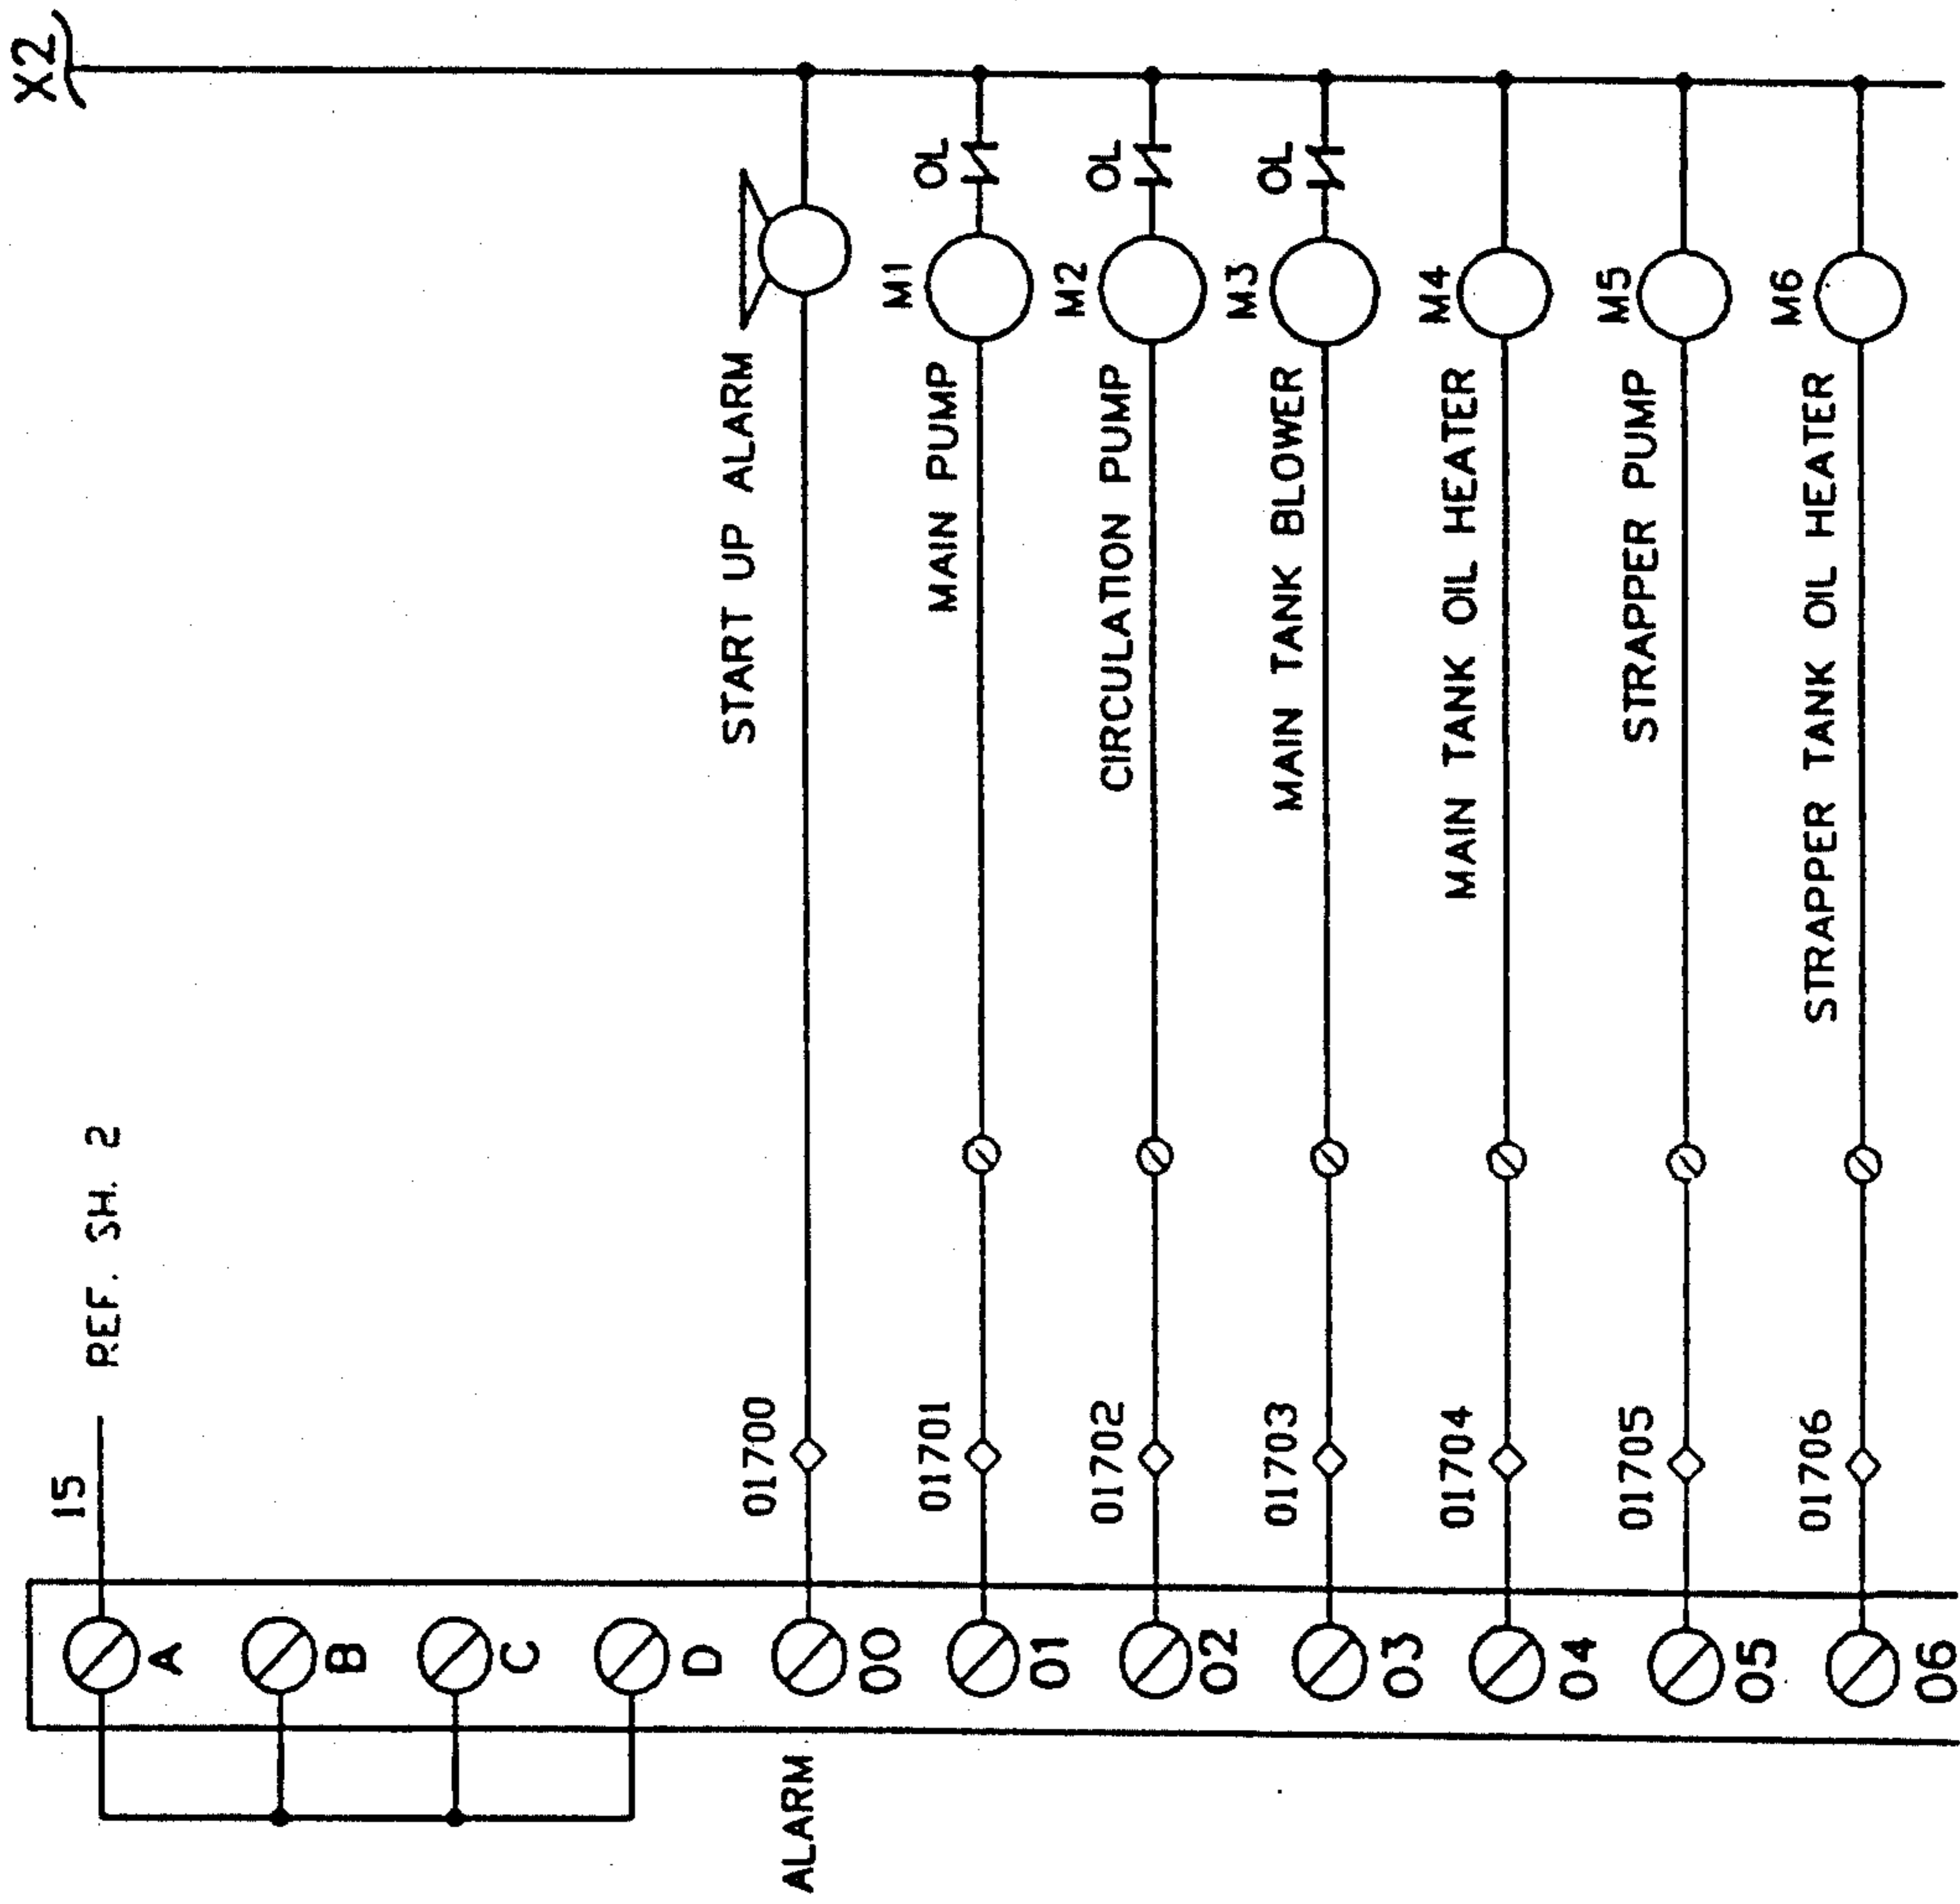 X2
15 REF. SH. 2
A
B
C
D
ALARM
00
01700
START UP ALARM
01
01701
MAIN PUMP
M1
OL
02
01702
CIRCULATION PUMP
M2
OL
03
01703
MAIN TANK BLOWER
M3
OL
04
01704
MAIN TANK OIL HEATER
M4
05
01705
STRAPPER PUMP
M5
06
01706
STRAPPER TANK OIL HEATER
M6